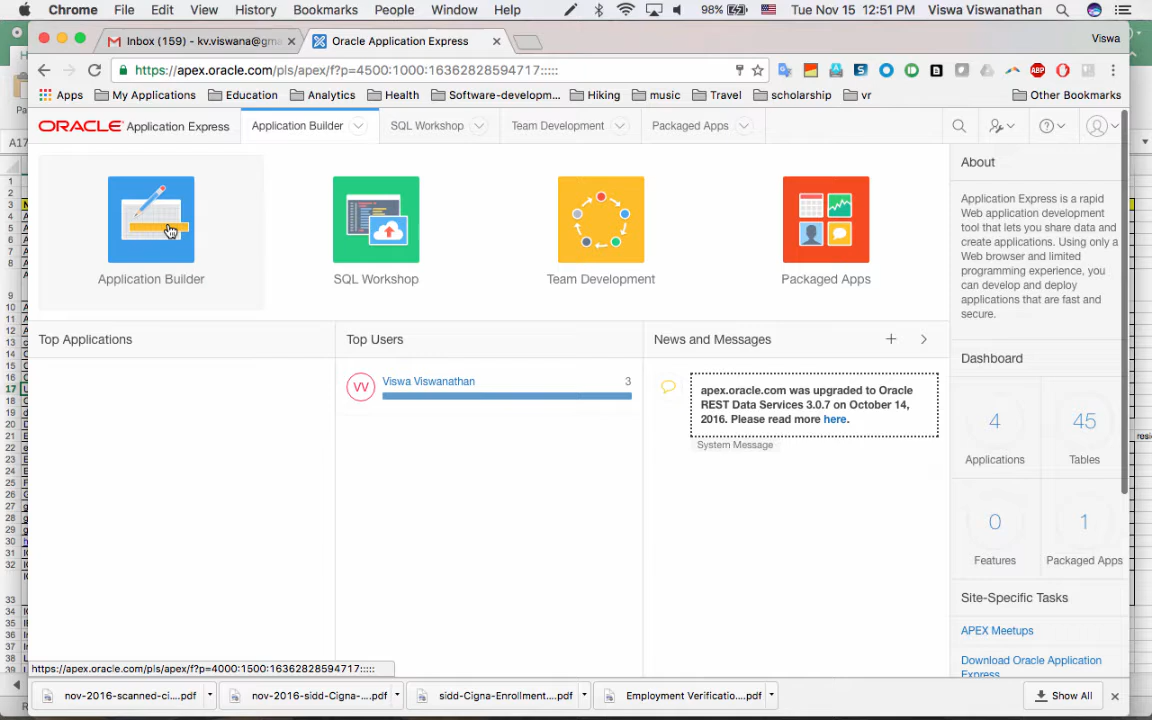 Chrome File Edit View History Bookmarks People Window Help 98% Tue Nov 15 12:51 PM Viswa Viswanathan
Inbox (159) - kv.viswana@gma
Oracle Application Express
Viswa
https://apex.oracle.com/pls/apex/f?p=4500:1000:16362828594717:::::
Apps My Applications Education Analytics Health Software-developm... Hiking music Travel scholarship vr Other Bookmarks
ORACLE Application Express
Application Builder
SQL Workshop
Team Development
Packaged Apps
Application Builder
SQL Workshop
Team Development
Packaged Apps
Top Applications
Top Users
VV
Viswa Viswanathan 3
News and Messages
apex.oracle.com was upgraded to Oracle
REST Data Services 3.0.7 on October 14,
2016. Please read more here.
System Message
About
Application Express is a rapid
Web application development
tool that lets you share data and
create applications. Using only a
Web browser and limited
programming experience, you
can develop and deploy
applications that are fast and
secure.
Dashboard
4
Applications
45
Tables
0
Features
1
Packaged Apps
Site-Specific Tasks
APEX Meetups
Download Oracle Application
Express
https://apex.oracle.com/pls/apex/f?p=4000:1500:16362828594717:::::
nov-2016-scanned-ci....pdf
nov-2016-sidd-Cigna-....pdf
sidd-Cigna-Enrollment....pdf
Employment Verificatio....pdf
Show All